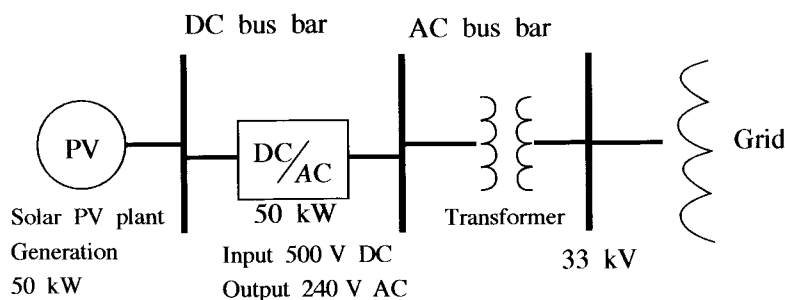 DC bus bar
AC bus bar
PV
DC/AC
Grid
Solar PV plant
Generation
50 kW
50 kW
Input 500 V DC
Output 240 V AC
Transformer
33 kV